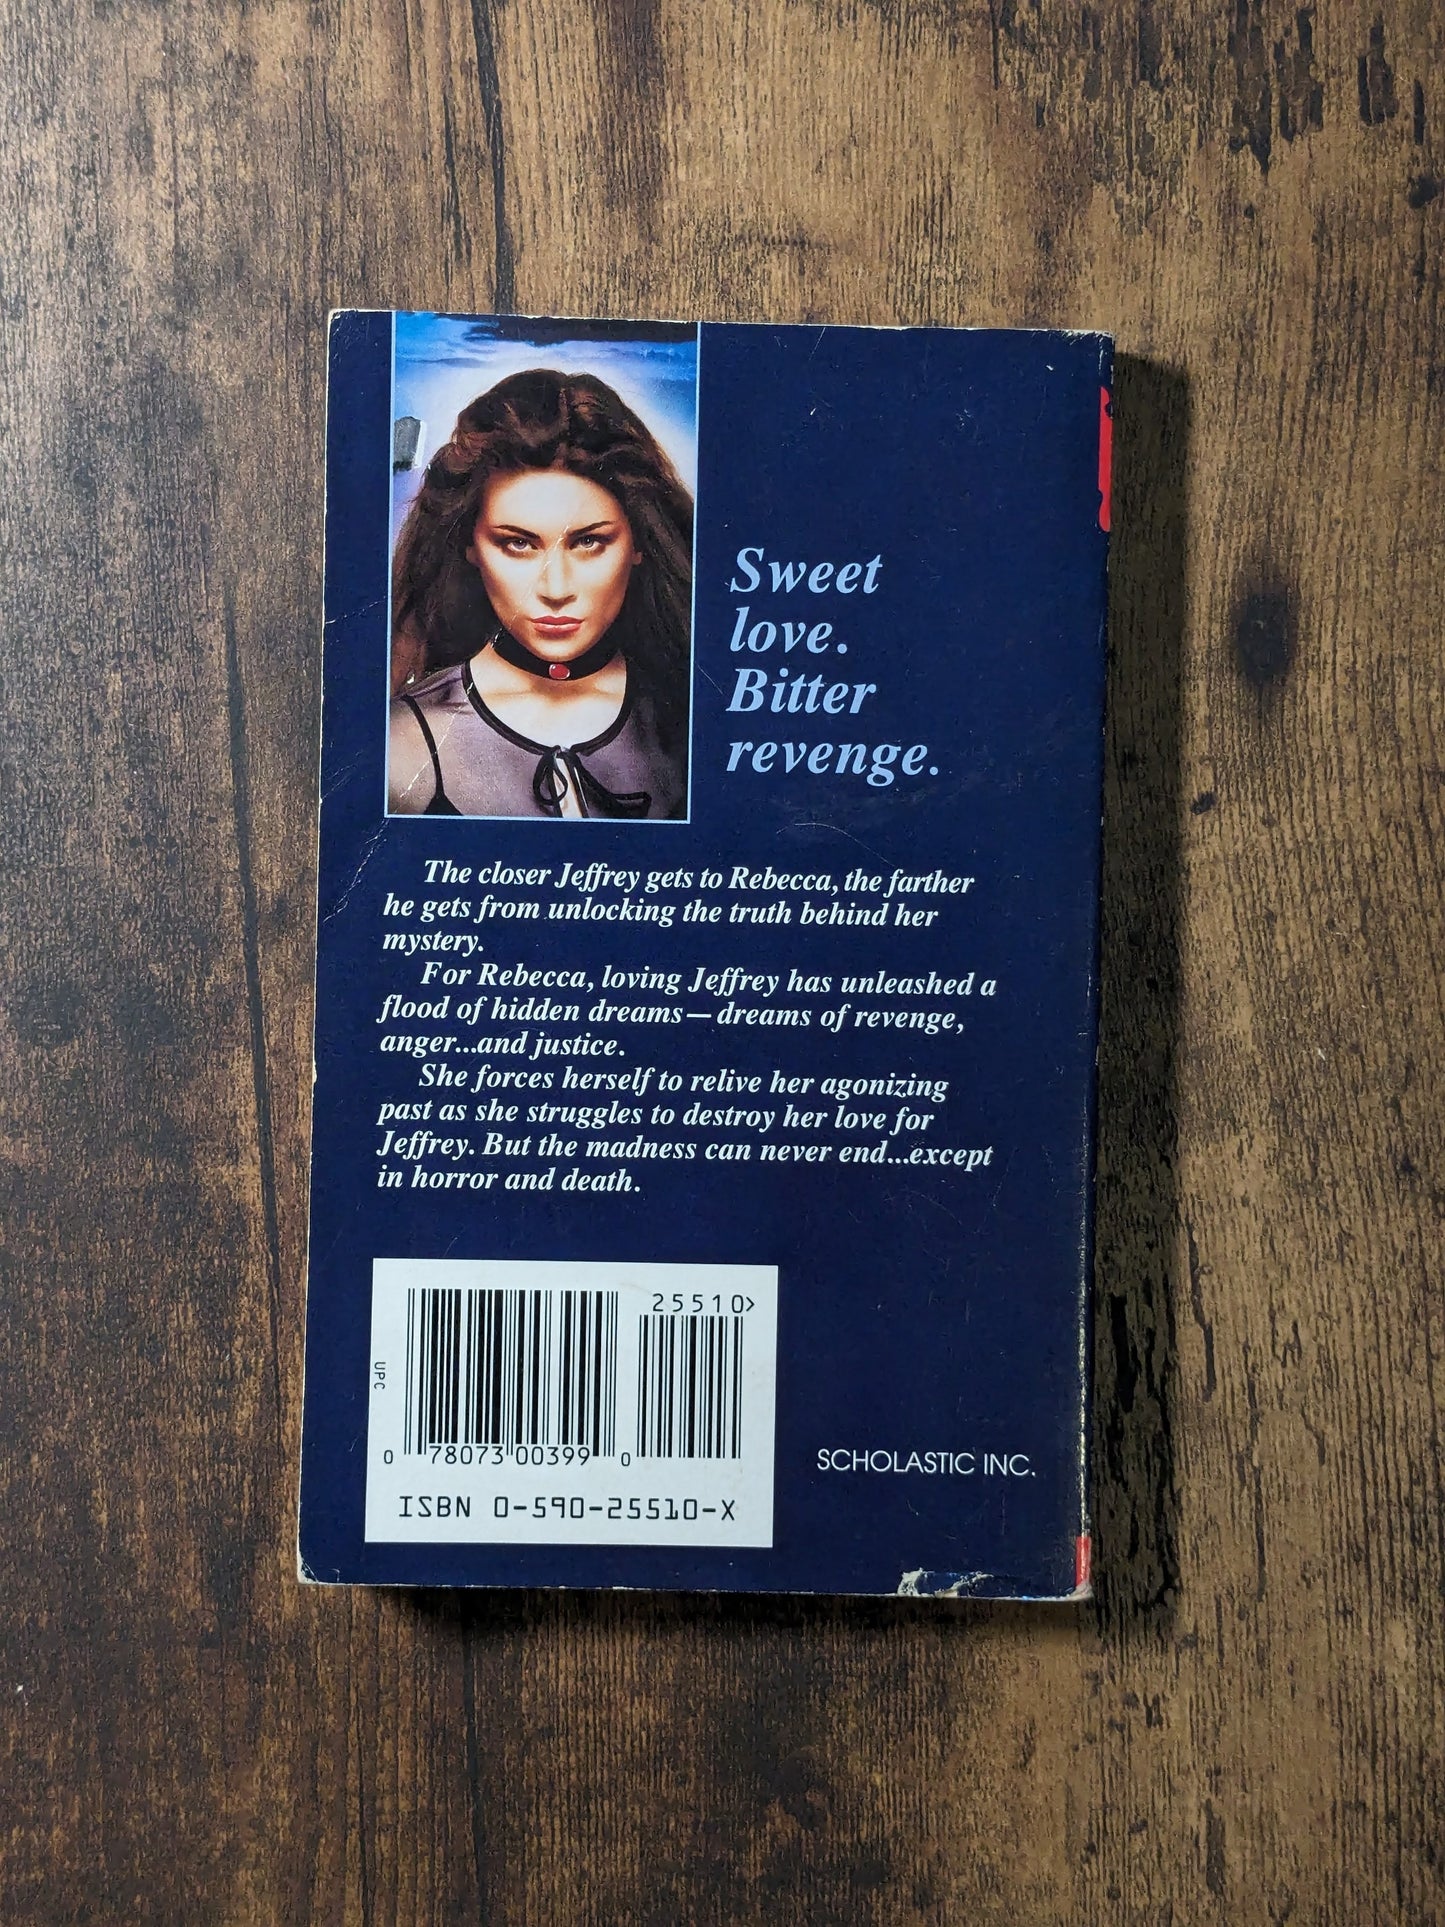 Sweet
love.
Bitter
revenge.
The closer Jeffrey gets to Rebecca, the farther
he gets from unlocking the truth behind her
mystery.
For Rebecca, loving Jeffrey has unleashed a
flood of hidden dreams—dreams of revenge,
anger...and justice.
She forces herself to relive her agonizing
past as she struggles to destroy her love for
Jeffrey. But the madness can never end...except
in horror and death.
25510>
UPC
0 78073 00399 0
ISBN 0-590-25510-X
SCHOLASTIC INC.